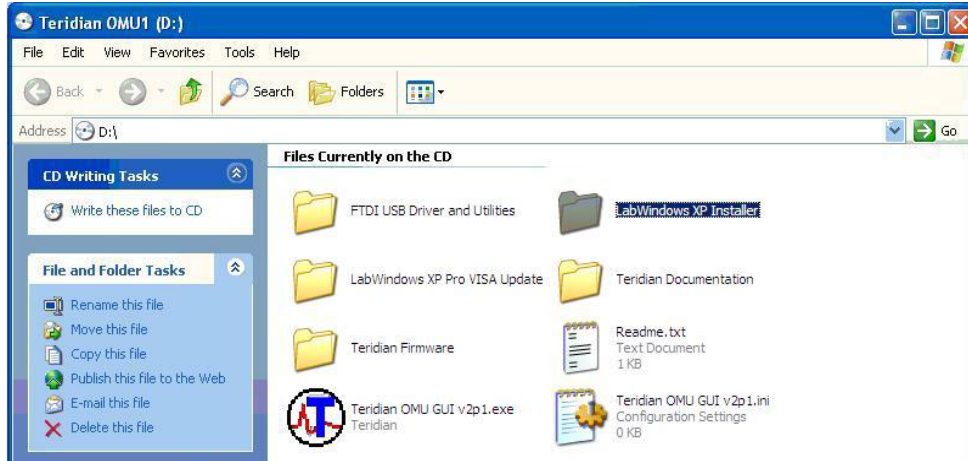 Teridian OMU1 (D:)
File Edit View Favorites Tools Help
Back Search Folders
Address D:\ Go
Files Currently on the CD
CD Writing Tasks
Write these files to CD
File and Folder Tasks
Rename this file
Move this file
Copy this file
Publish this file to the Web
E-mail this file
Delete this file
FTDI USB Driver and Utilities
LabWindows XP Installer
LabWindows XP Pro VISA Update
Teridian Documentation
Teridian Firmware
Readme.txt
Text Document
1 KB
Teridian OMU GUI v2p1.exe
Teridian
Teridian OMU GUI v2p1.ini
Configuration Settings
0 KB